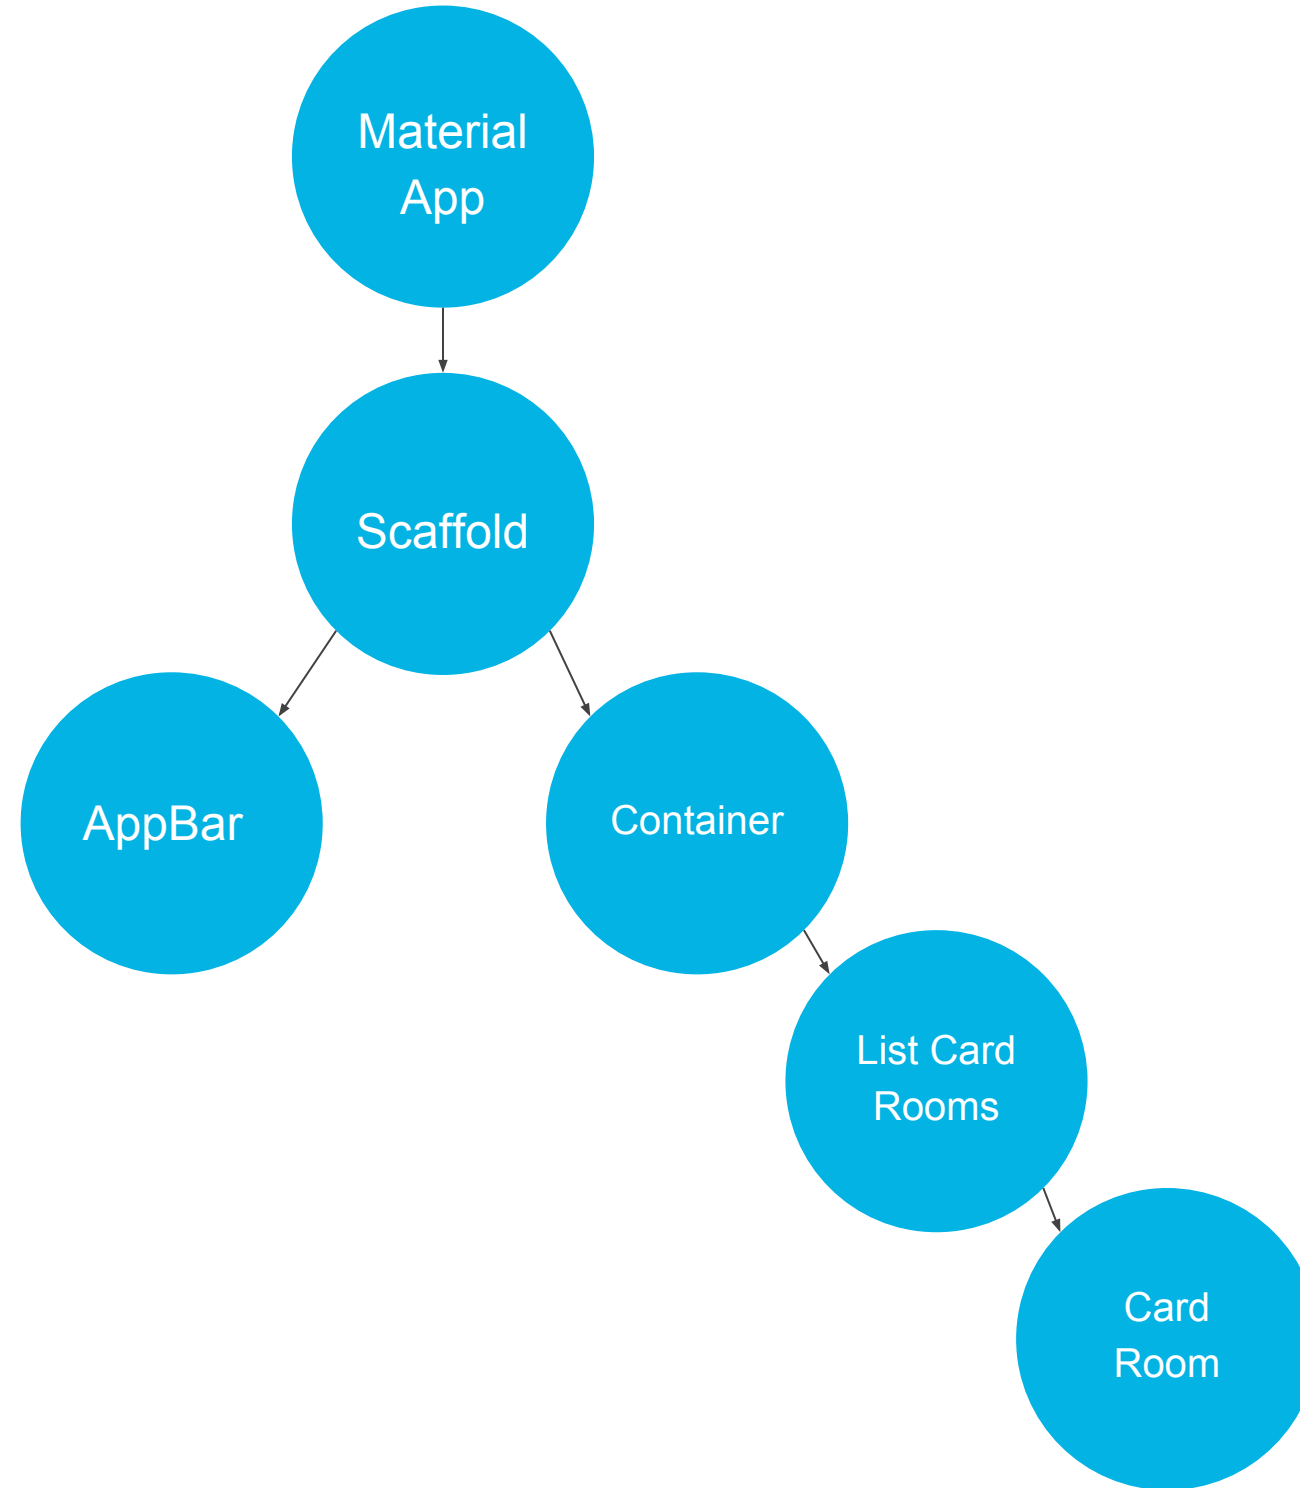 Material
App
Scaffold
AppBar
Container
List Card
Rooms
Card
Room